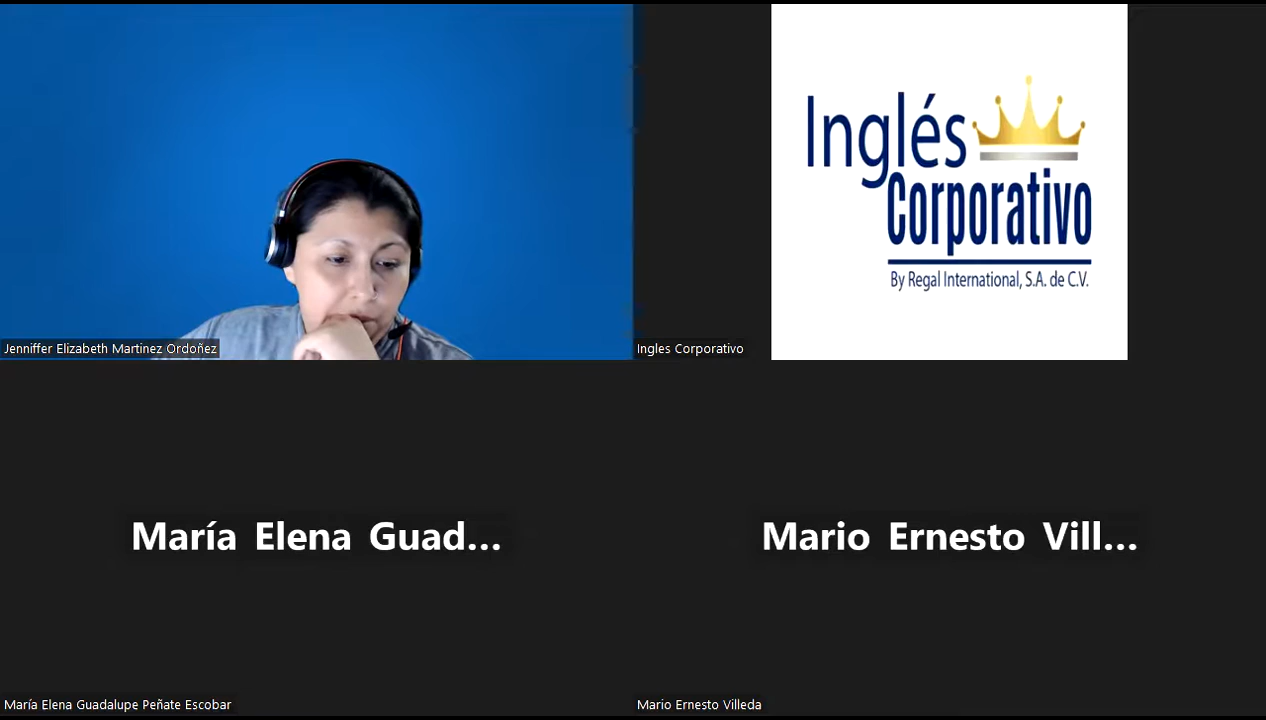 Inglés
Corporativo
By Regal International, S.A. de C.V.
Jenniffer Elizabeth Martinez Ordoñez
Ingles Corporativo
María Elena Guad...
Mario Ernesto Vill...
María Elena Guadalupe Peñate Escobar
Mario Ernesto Villeda